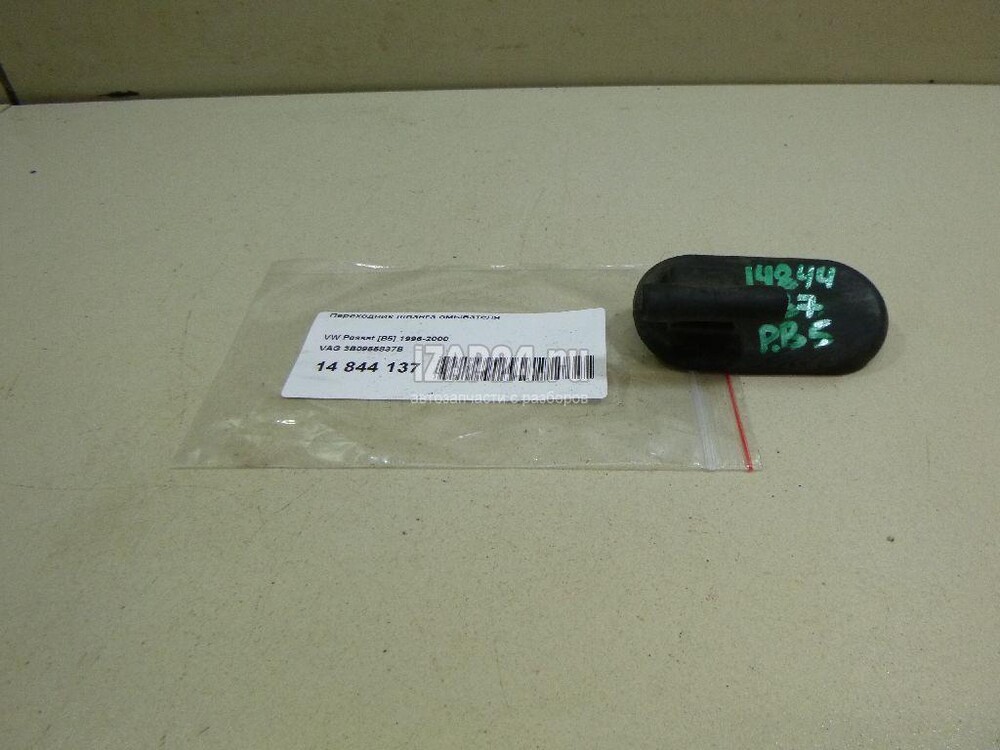 Переходник шланга омывателя
VW Passat [B5] 1996-2000
VAG 3B0955837B
14 844 137
iZAP24.ru
автозапчасти с разборов
14844
P.B5